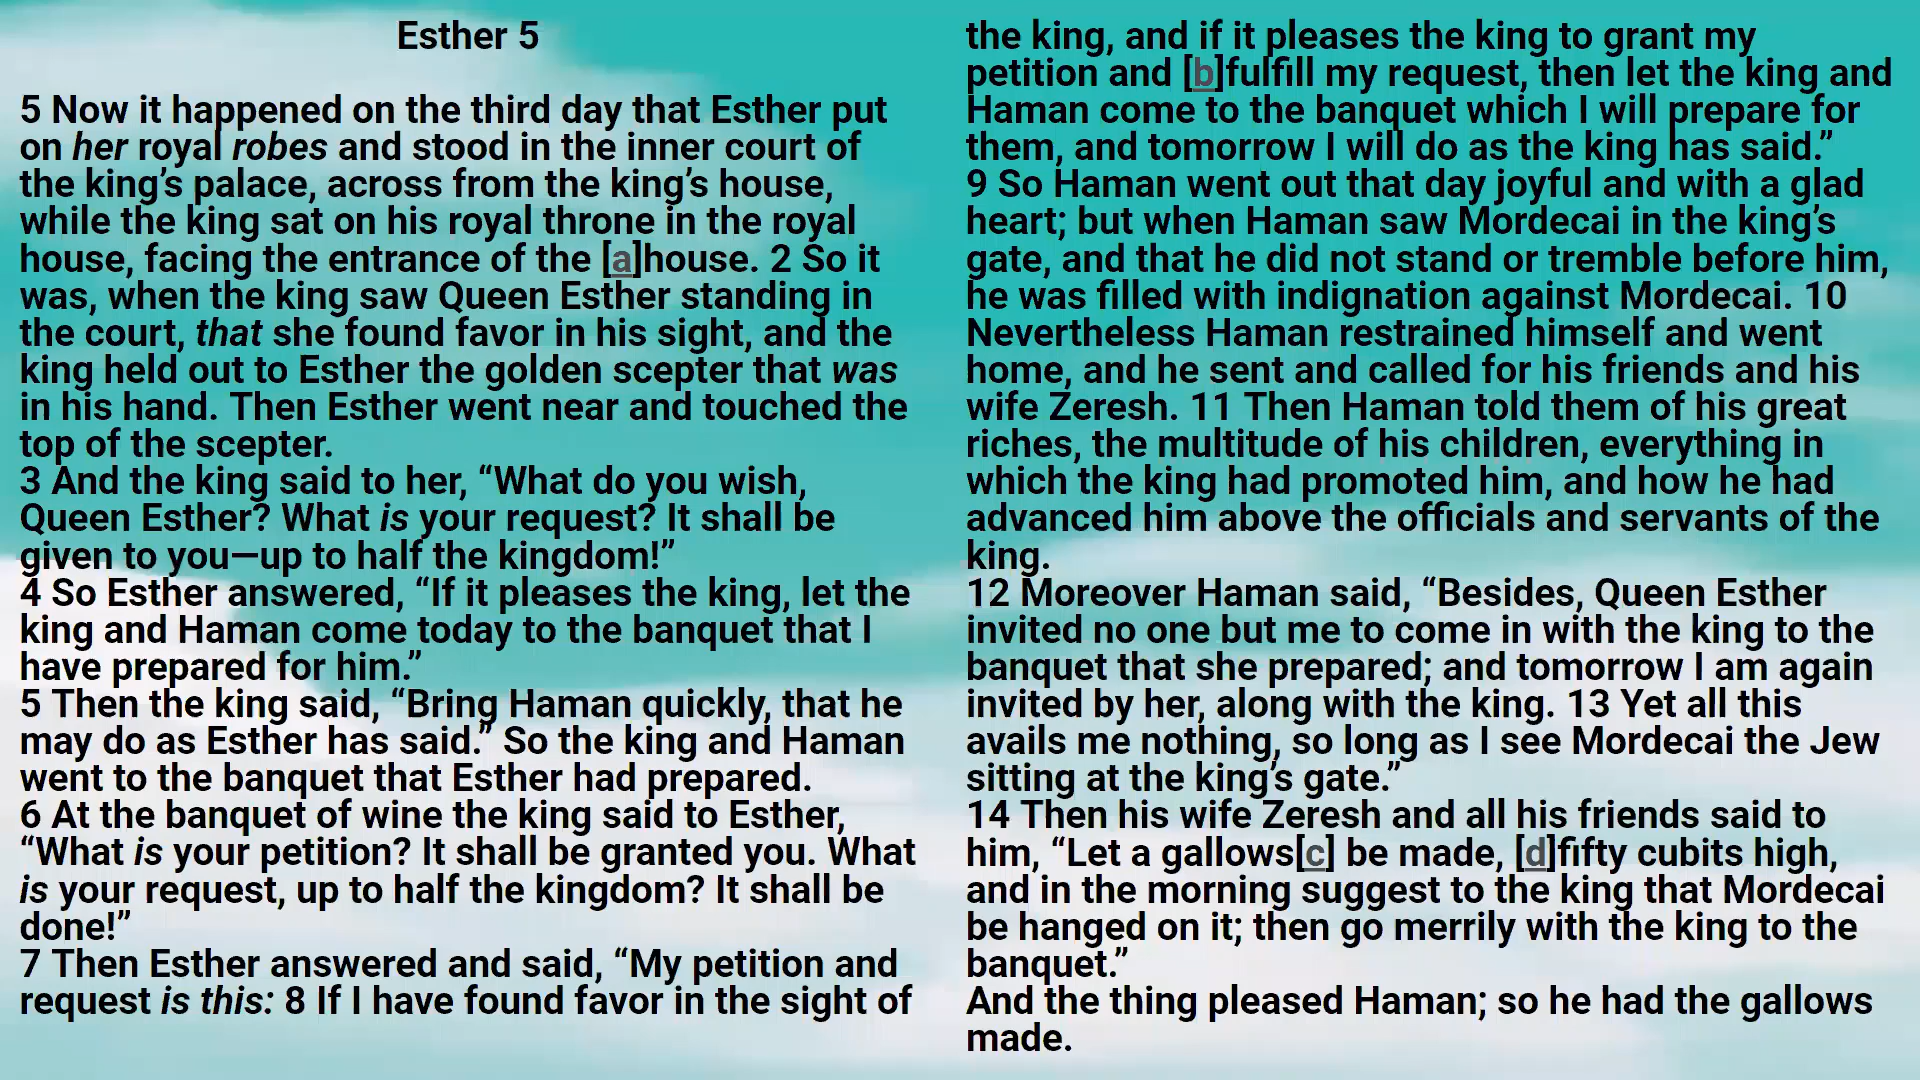 Esther 5
5 Now it happened on the third day that Esther put
on her royal robes and stood in the inner court of
the king’s palace, across from the king’s house,
while the king sat on his royal throne in the royal
house, facing the entrance of the [a]house. 2 So it
was, when the king saw Queen Esther standing in
the court, that she found favor in his sight, and the
king held out to Esther the golden scepter that was
in his hand. Then Esther went near and touched the
top of the scepter.
3 And the king said to her, “What do you wish,
Queen Esther? What is your request? It shall be
given to you—up to half the kingdom!”
4 So Esther answered, “If it pleases the king, let the
king and Haman come today to the banquet that I
have prepared for him.”
5 Then the king said, “Bring Haman quickly, that he
may do as Esther has said.” So the king and Haman
went to the banquet that Esther had prepared.
6 At the banquet of wine the king said to Esther,
“What is your petition? It shall be granted you. What
is your request, up to half the kingdom? It shall be
done!”
7 Then Esther answered and said, “My petition and
request is this: 8 If I have found favor in the sight of
the king, and if it pleases the king to grant my
petition and [b]fulfill my request, then let the king and
Haman come to the banquet which I will prepare for
them, and tomorrow I will do as the king has said.”
9 So Haman went out that day joyful and with a glad
heart; but when Haman saw Mordecai in the king’s
gate, and that he did not stand or tremble before him,
he was filled with indignation against Mordecai. 10
Nevertheless Haman restrained himself and went
home, and he sent and called for his friends and his
wife Zeresh. 11 Then Haman told them of his great
riches, the multitude of his children, everything in
which the king had promoted him, and how he had
advanced him above the officials and servants of the
king.
12 Moreover Haman said, “Besides, Queen Esther
invited no one but me to come in with the king to the
banquet that she prepared; and tomorrow I am again
invited by her, along with the king. 13 Yet all this
avails me nothing, so long as I see Mordecai the Jew
sitting at the king’s gate.”
14 Then his wife Zeresh and all his friends said to
him, “Let a gallows[c] be made, [d]fifty cubits high,
and in the morning suggest to the king that Mordecai
be hanged on it; then go merrily with the king to the
banquet.”
And the thing pleased Haman; so he had the gallows
made.